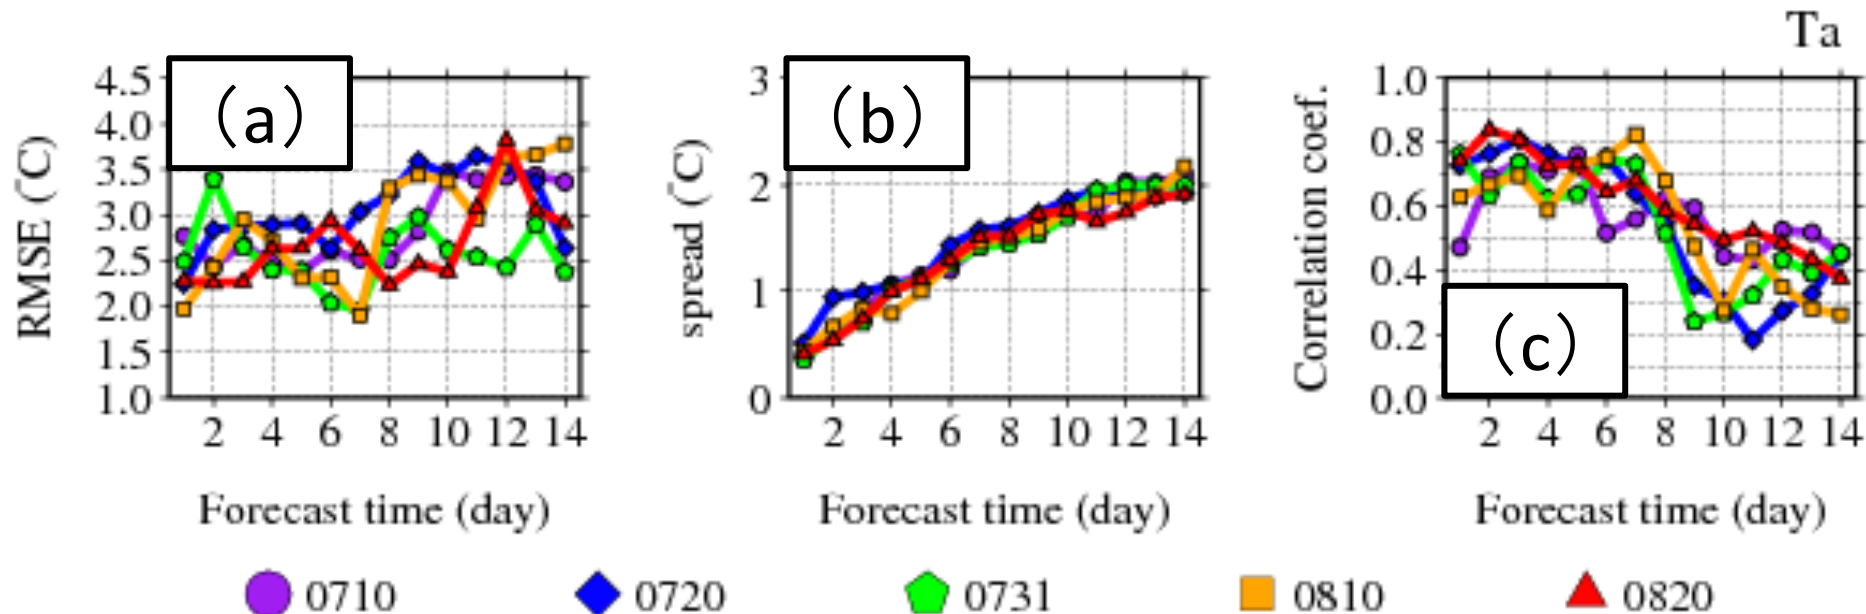 Ta
(a)
RMSE (̄C)
4.5
4.0
3.5
3.0
2.5
2.0
1.5
1.0
2 4 6 8 10 12 14
Forecast time (day)
(b)
spread (̄C)
3
2
1
0
2 4 6 8 10 12 14
Forecast time (day)
(c)
Correlation coef.
1.0
0.8
0.6
0.4
0.2
0.0
2 4 6 8 10 12 14
Forecast time (day)
0710 0720 0731 0810 0820